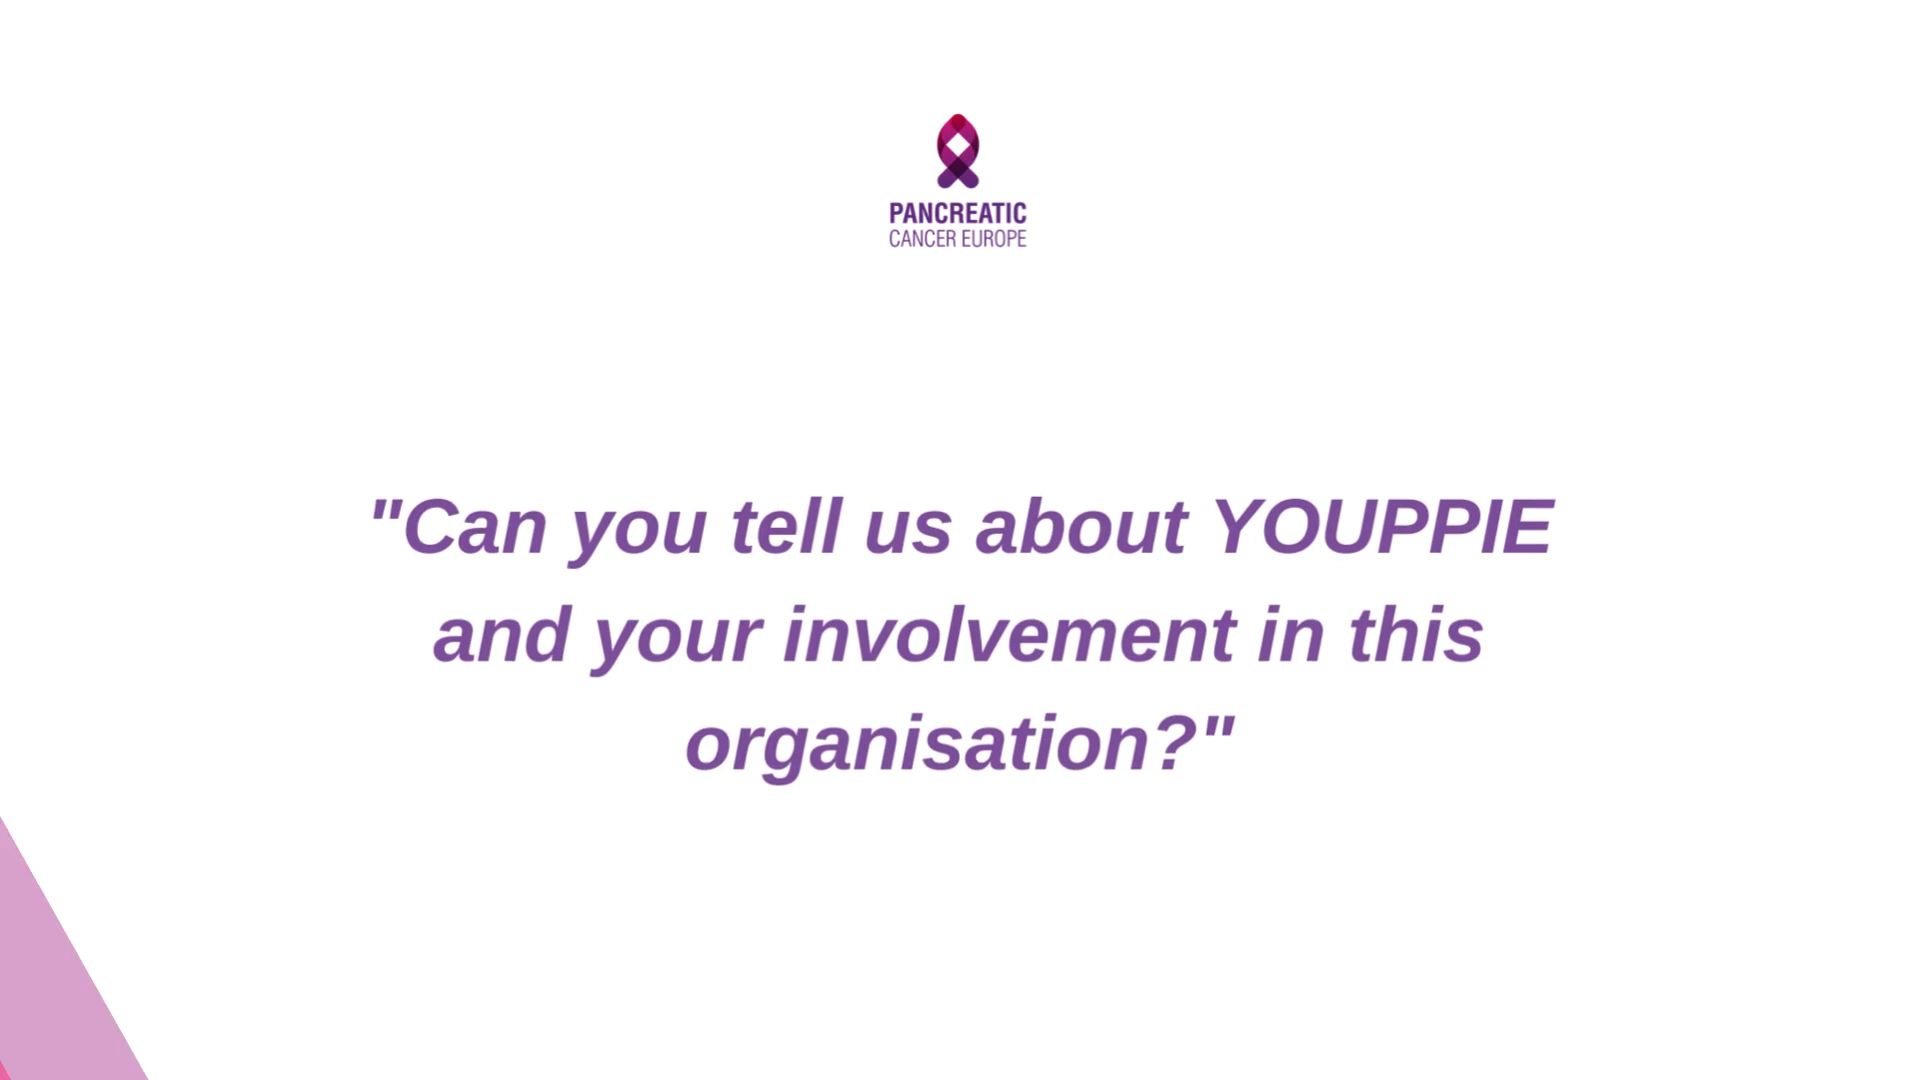 PANCREATIC
CANCER EUROPE
"Can you tell us about YOUPPIE
and your involvement in this
organisation?"